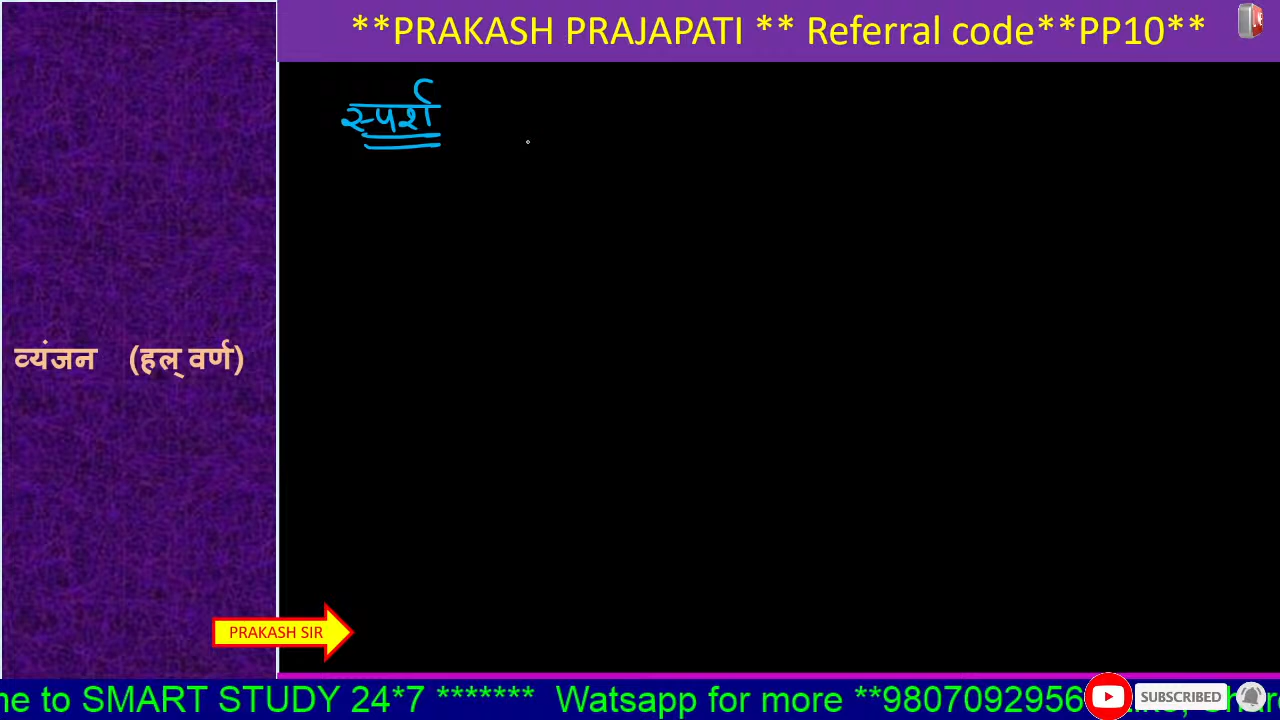 **PRAKASH PRAJAPATI ** Referral code**PP10**
स्पर्श
व्यंजन (हल् वर्ण)
PRAKASH SIR
me to SMART STUDY 24*7 ******* Watsapp for more **9807092956
SUBSCRIBED